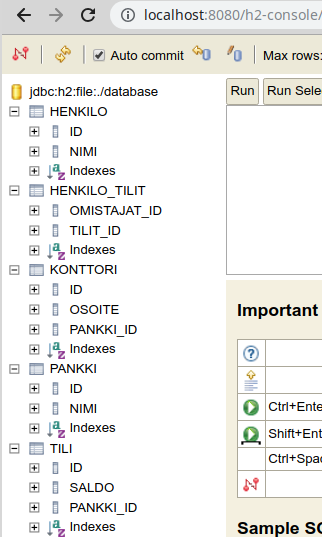 localhost:8080/h2-console/
Auto commit
Max rows:
jdbc:h2:file:./database
HENKILO
ID
NIMI
Indexes
HENKILO_TILIT
OMISTAJAT_ID
TILIT_ID
Indexes
KONTTORI
ID
OSOITE
PANKKI_ID
Indexes
PANKKI
ID
NIMI
Indexes
TILI
ID
SALDO
PANKKI_ID
Indexes
Run
Run Selec
Important
Ctrl+Ente
Shift+Ent
Ctrl+Spac
Sample SQ